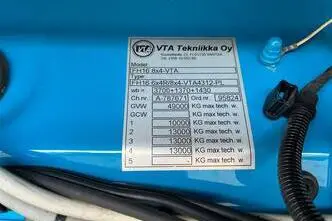 VTA Tekniikka Oy
Model:
FH16 8x4-VTA
Type:
FH16 6x4R/8x4-VTA4312-PI
wb = 3700+1370+1430
Ch.nr A-787671 Ord.nr. 95824
GVW 49000 KG max tech. w.
GCW KG max tech. w.
1 10000 KG max tech. w.
2 13000 KG max tech. w.
3 13000 KG max tech. w.
4 13000 KG max tech. w.
5 - KG max tech. w.